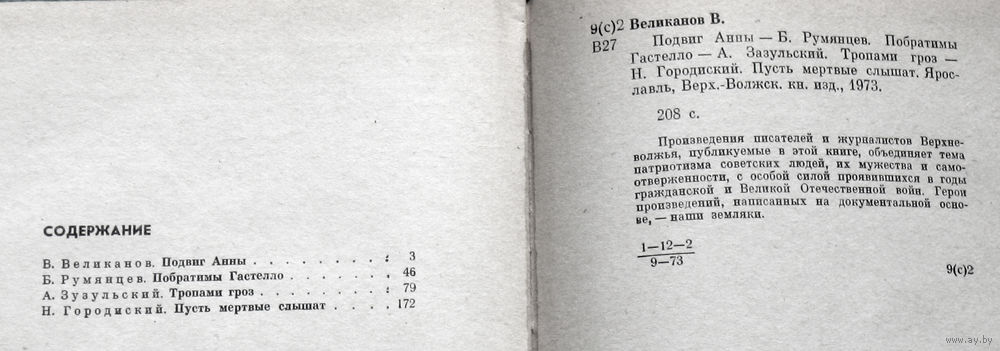 СОДЕРЖАНИЕ
В. Великанов. Подвиг Анны . . . . . . . . . 3
Б. Румянцев. Побратимы Гастелло . . . . . . . 46
А. Зузульский. Тропами гроз . . . . . . . . 79
Н. Городиский. Пусть мертвые слышат . . . . 172
9(с)2 Великанов В.
В27
Подвиг Анны — Б. Румянцев. Побратимы
Гастелло — А. Зазульский. Тропами гроз —
Н. Городиский. Пусть мертвые слышат. Ярос-
лавль, Верх.-Волжск. кн. изд., 1973.
208 с.
Произведения писателей и журналистов Верхне-
волжья, публикуемые в этой книге, объединяет тема
патриотизма советских людей, их мужества и само-
отверженности, с особой силой проявившихся в годы
гражданской и Великой Отечественной войн. Герои
произведений, написанных на документальной осно-
ве, — наши земляки.
1—12—2
9—73
9(с)2
www.ay.by